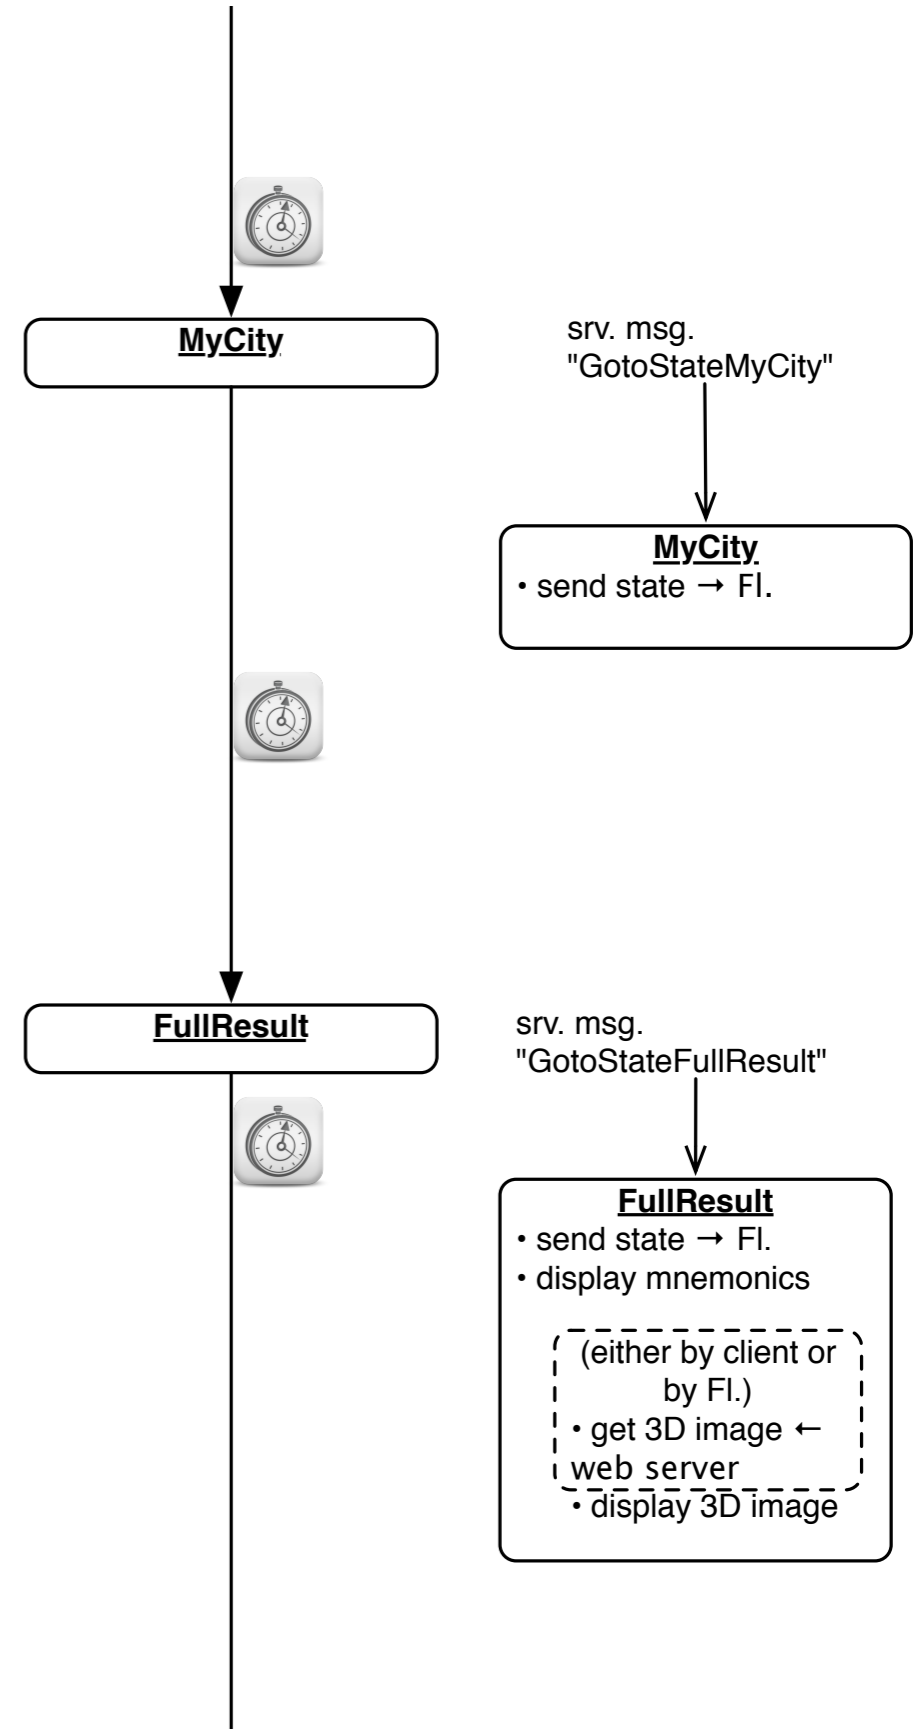 MyCity
srv. msg.
"GotoStateMyCity"
MyCity
• send state → Fl.
FullResult
srv. msg.
"GotoStateFullResult"
FullResult
• send state → Fl.
• display mnemonics
(either by client or
by Fl.)
• get 3D image ←
web server
• display 3D image